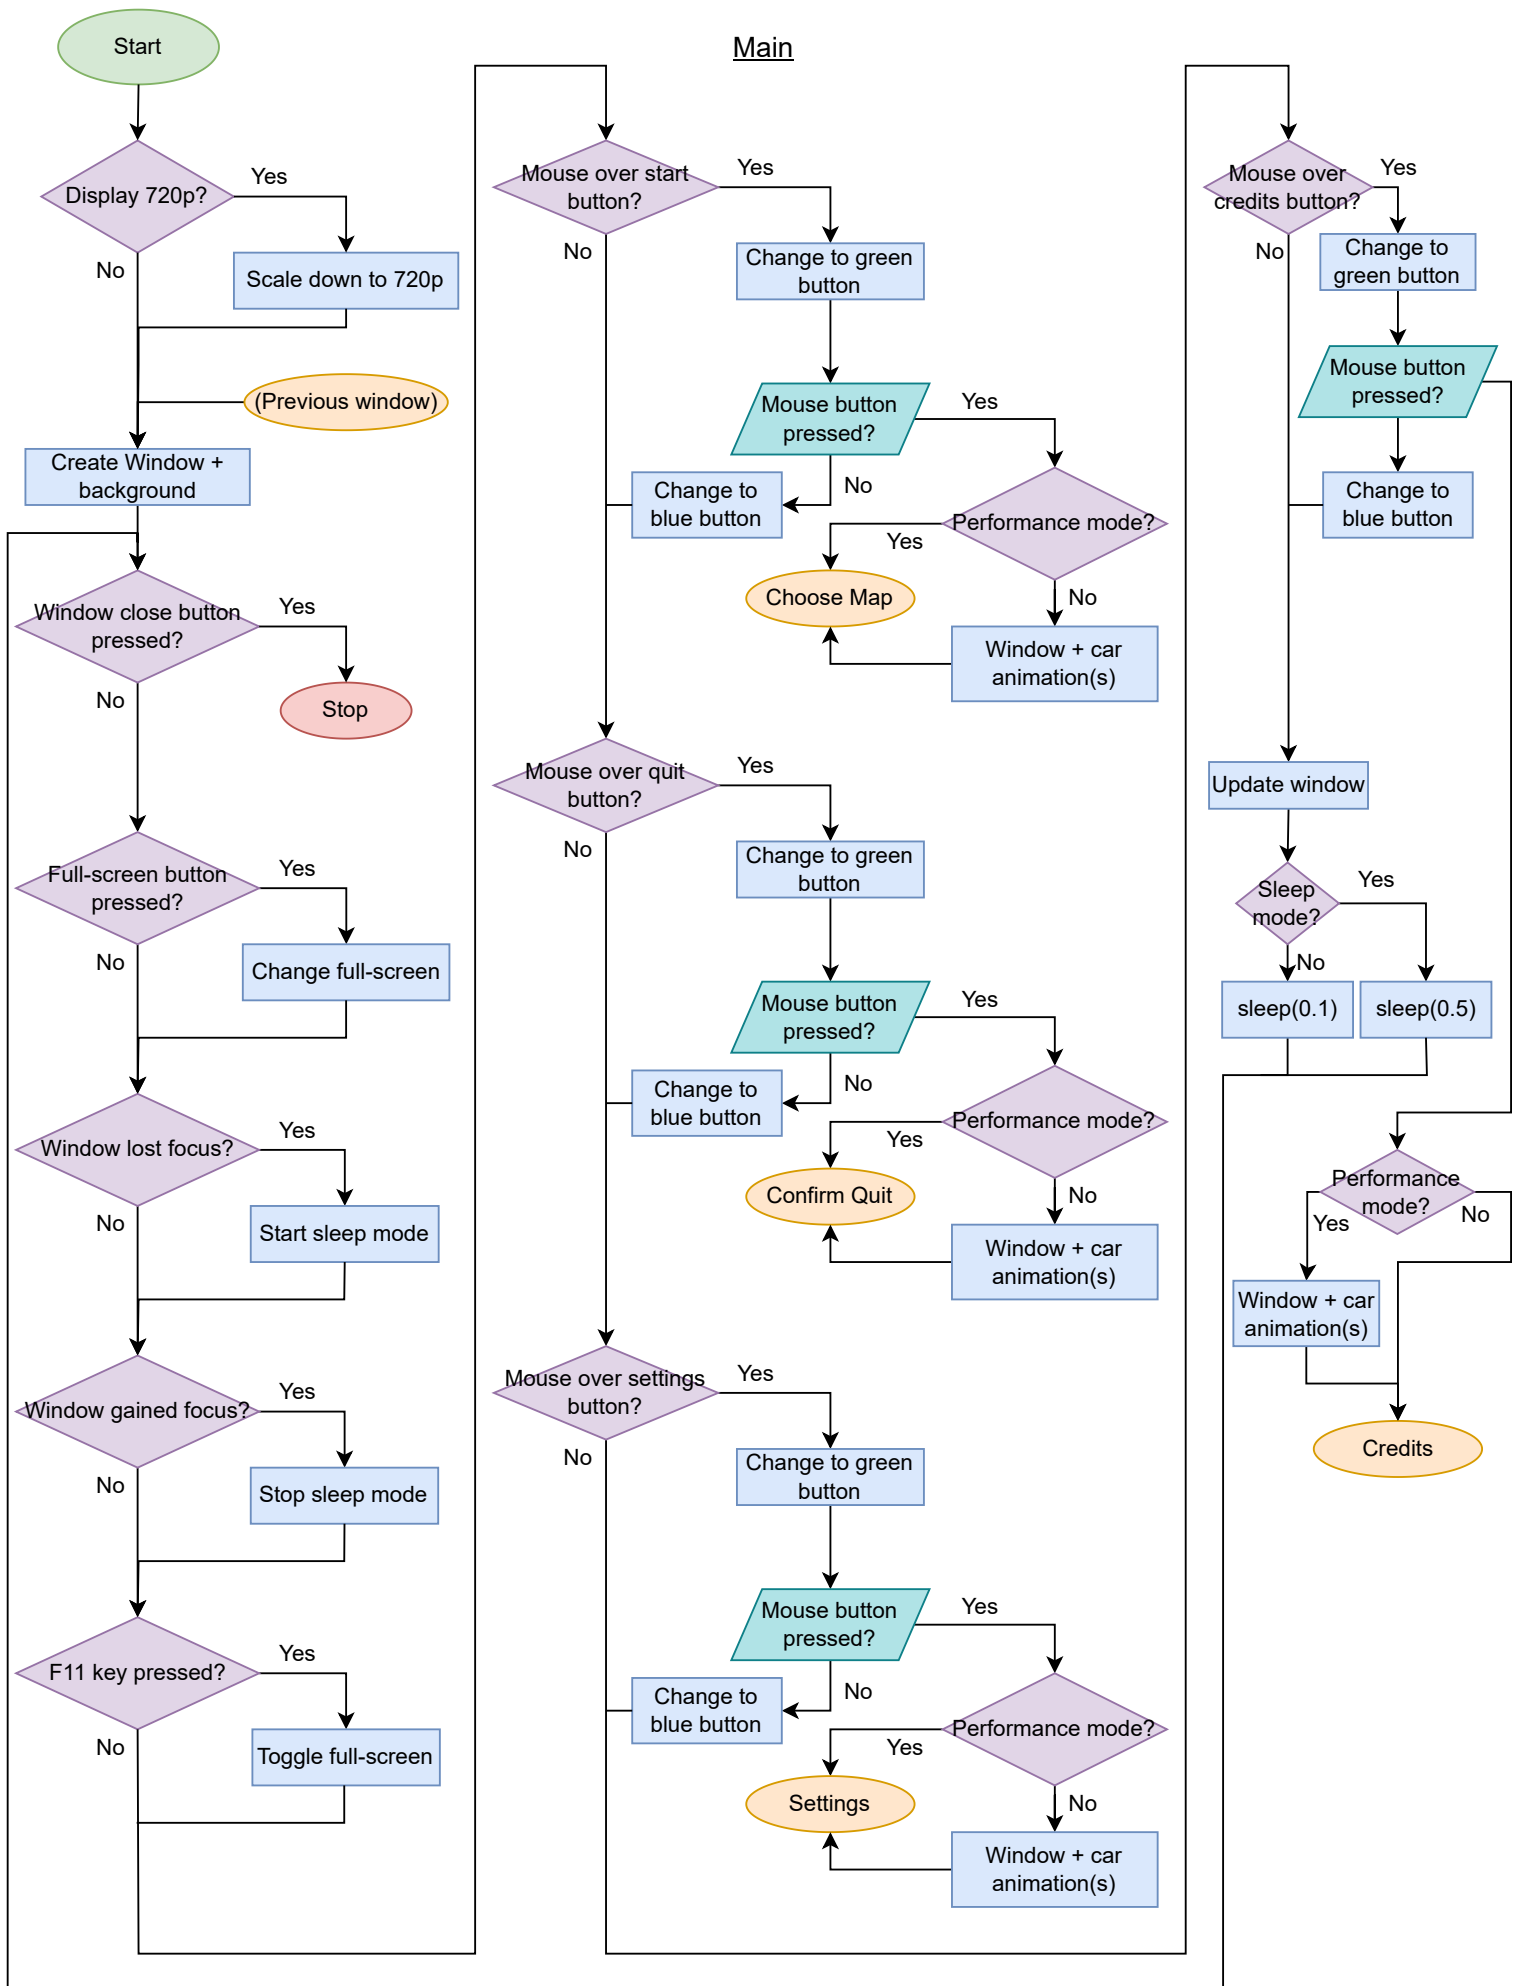 Main
Start
Display 720p?
Yes
No
Scale down to 720p
(Previous window)
Create Window +
background
Window close button
pressed?
Yes
No
Stop
Full-screen button
pressed?
Yes
No
Change full-screen
Window lost focus?
Yes
No
Start sleep mode
Window gained focus?
Yes
No
Stop sleep mode
F11 key pressed?
Yes
No
Toggle full-screen
Mouse over start
button?
Yes
No
Change to green
button
Mouse button
pressed?
Yes
No
Change to
blue button
Performance mode?
Yes
No
Choose Map
Window + car
animation(s)
Mouse over quit
button?
Yes
No
Change to green
button
Mouse button
pressed?
Yes
No
Change to
blue button
Performance mode?
Yes
No
Confirm Quit
Window + car
animation(s)
Mouse over settings
button?
Yes
No
Change to green
button
Mouse button
pressed?
Yes
No
Change to
blue button
Performance mode?
Yes
No
Settings
Window + car
animation(s)
Mouse over
credits button?
Yes
No
Change to
green button
Mouse button
pressed?
Change to
blue button
Update window
Sleep
mode?
Yes
No
sleep(0.1)
sleep(0.5)
Performance
mode?
Yes
No
Window + car
animation(s)
Credits